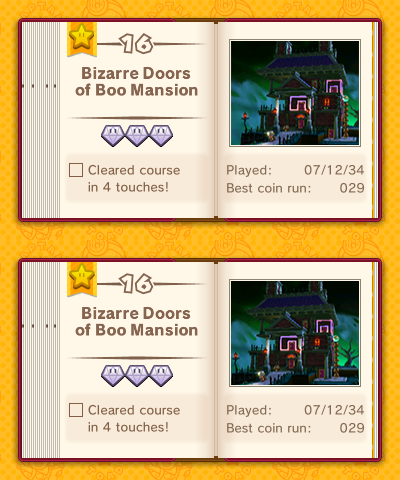 16
Bizarre Doors
of Boo Mansion
Cleared course
in 4 touches!
Played: 07/12/34
Best coin run: 029
16
Bizarre Doors
of Boo Mansion
Cleared course
in 4 touches!
Played: 07/12/34
Best coin run: 029